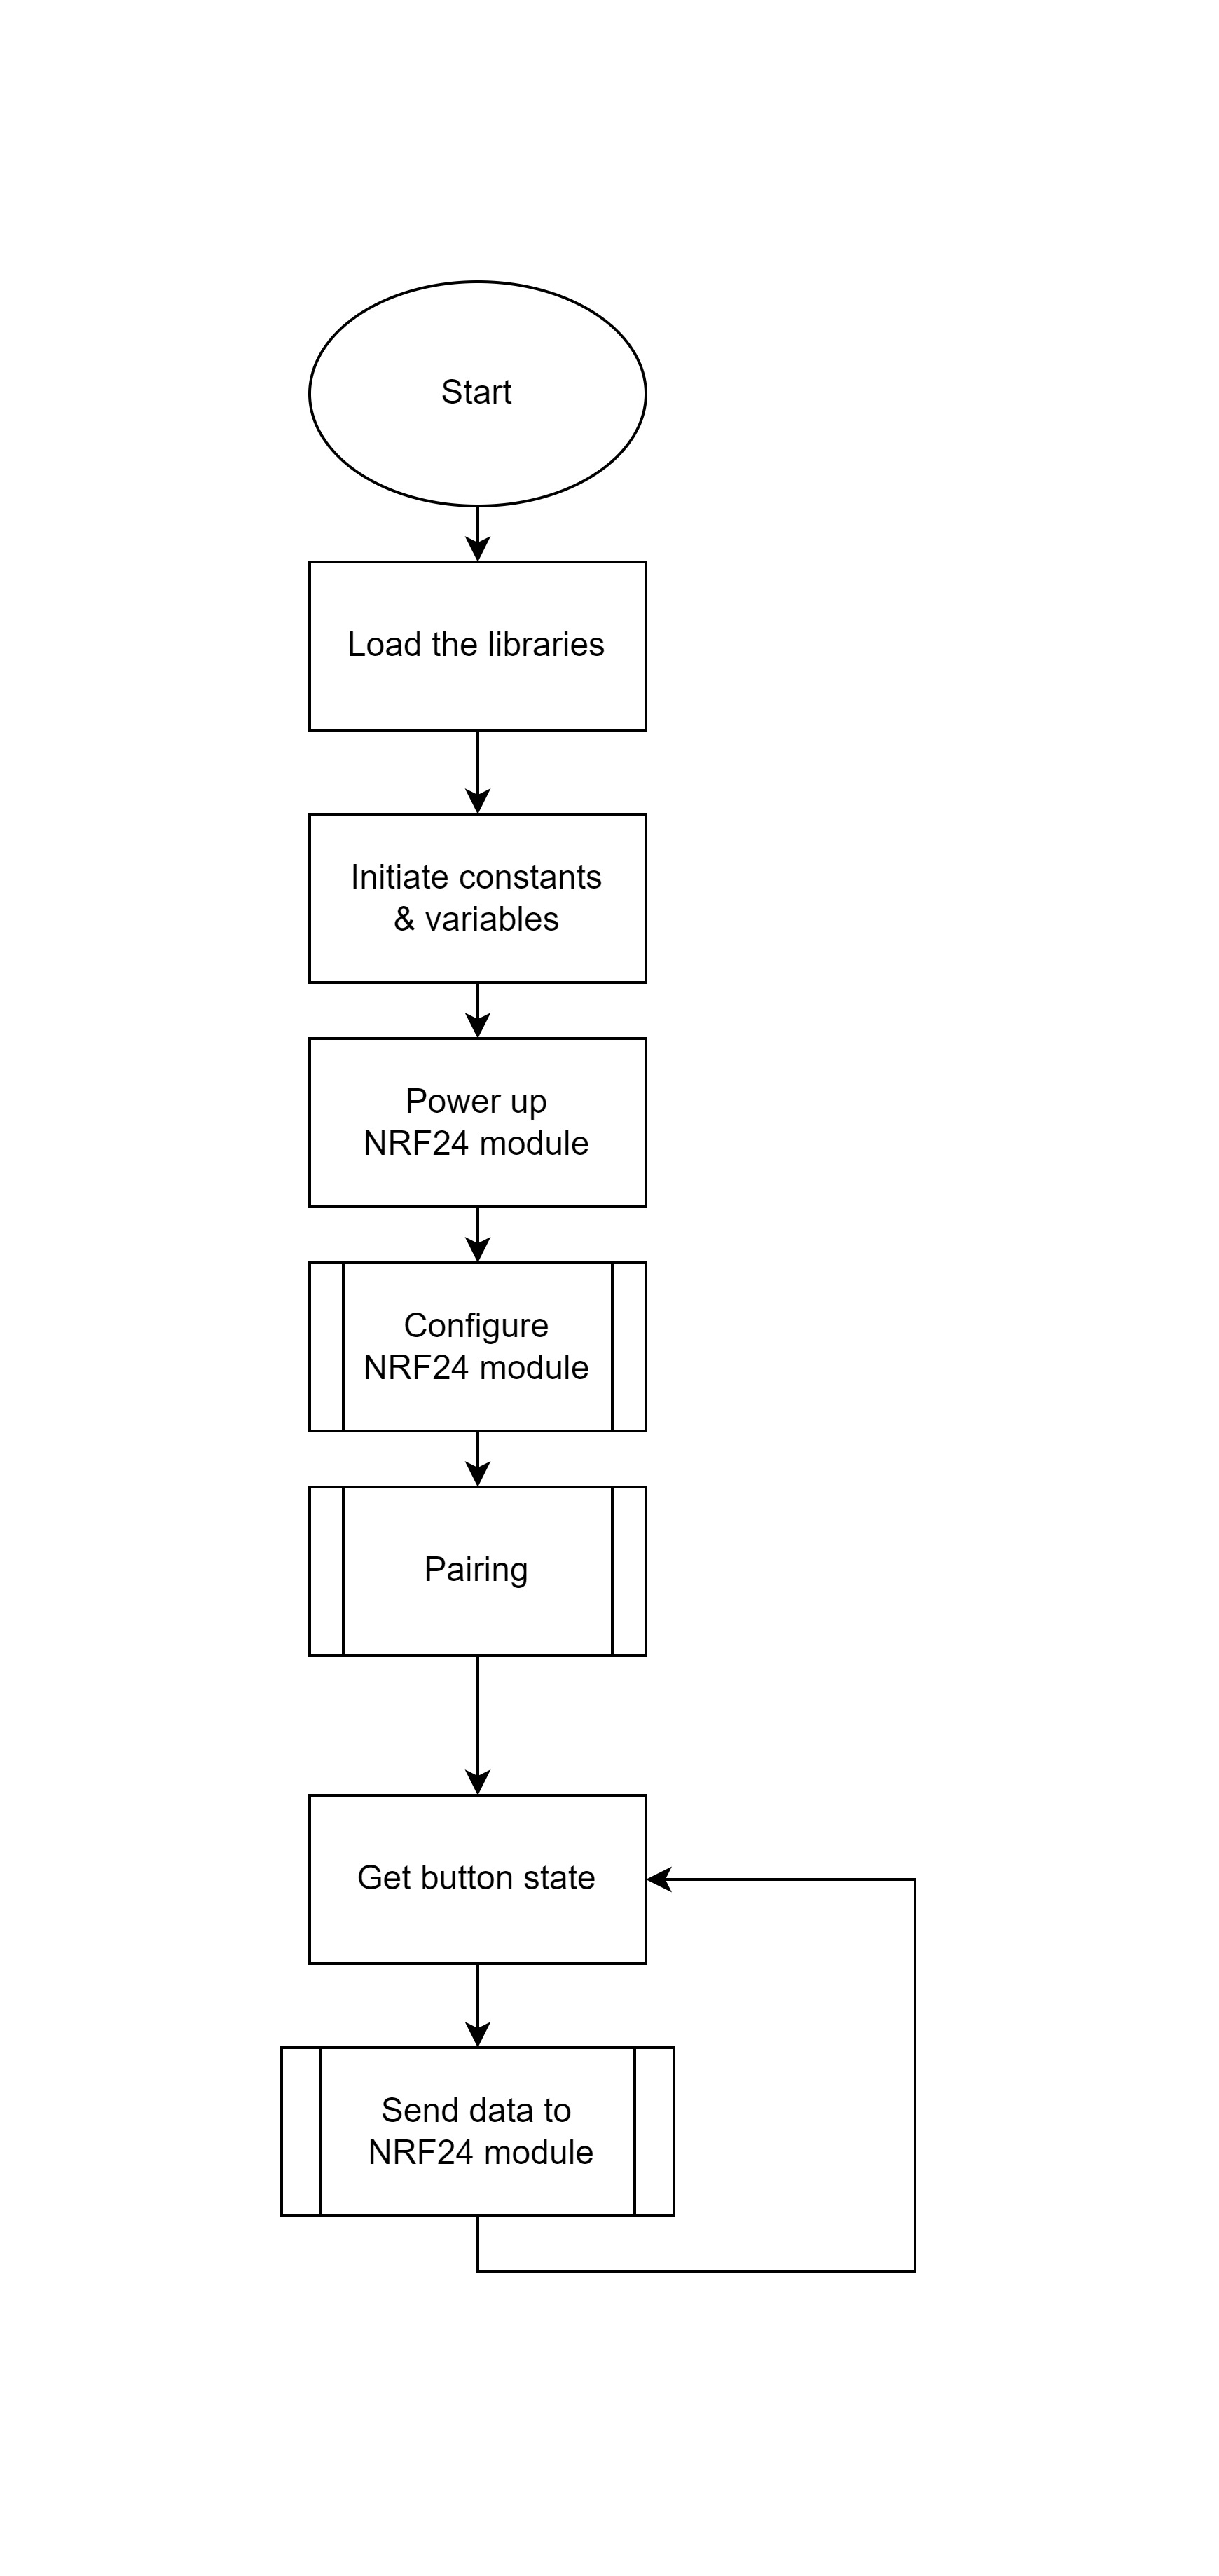 Start
Load the libraries
Initiate constants
& variables
Power up
NRF24 module
Configure
NRF24 module
Pairing
Get button state
Send data to
NRF24 module